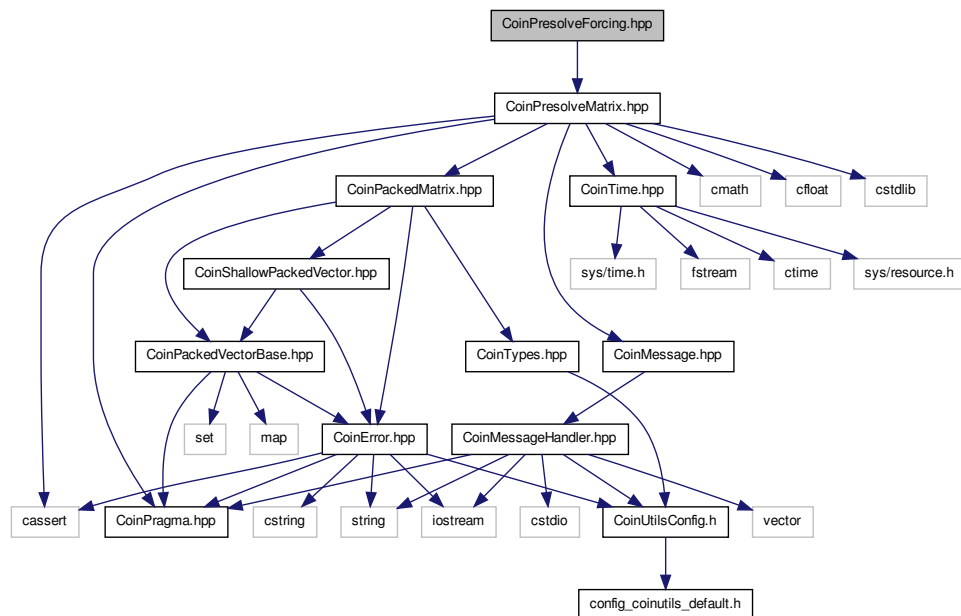 CoinPresolveForcing.hpp
CoinPresolveMatrix.hpp
CoinPackedMatrix.hpp
CoinTime.hpp
cmath
cfloat
cstdlib
CoinShallowPackedVector.hpp
sys/time.h
fstream
ctime
sys/resource.h
CoinPackedVectorBase.hpp
CoinTypes.hpp
CoinMessage.hpp
set
map
CoinError.hpp
CoinMessageHandler.hpp
cassert
CoinPragma.hpp
cstring
string
iostream
cstdio
CoinUtilsConfig.h
vector
config_coinutils_default.h